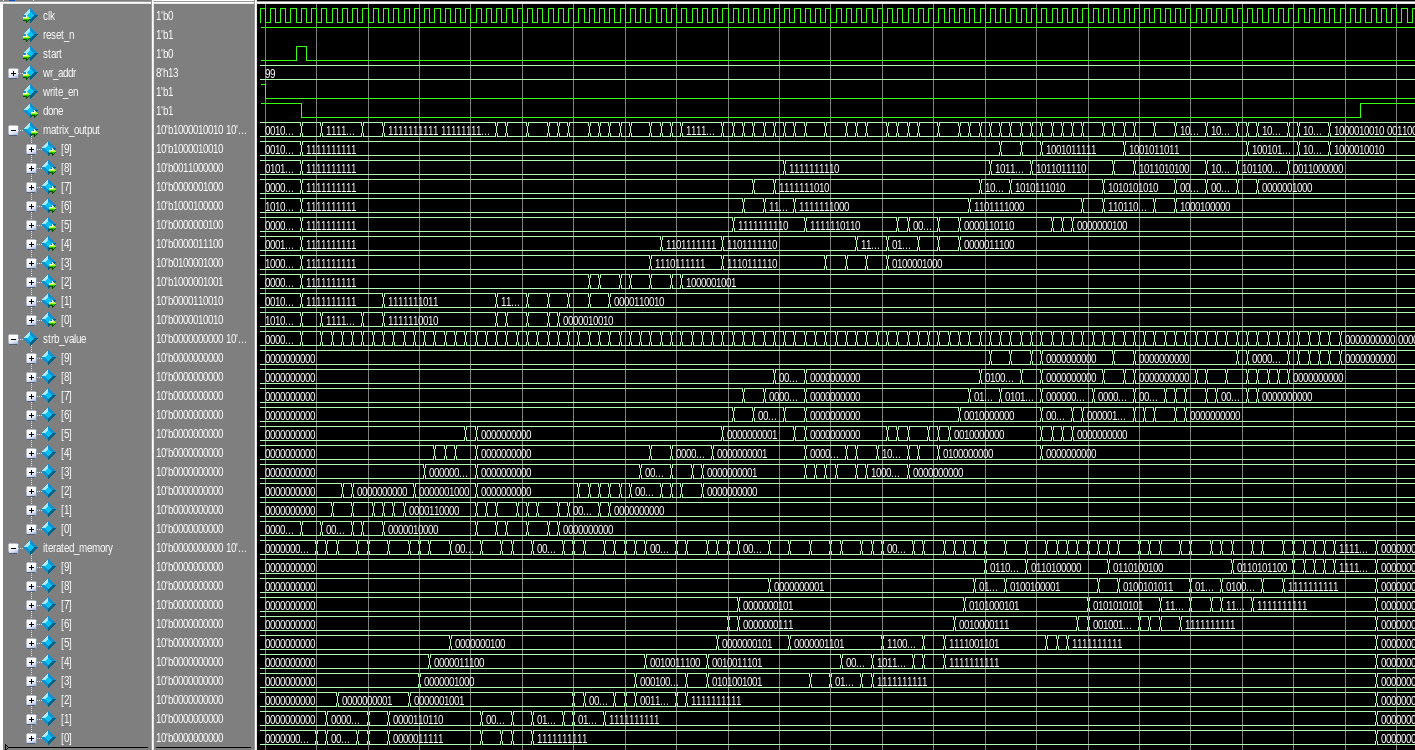 clk 1'b0
reset_n 1'b1
start 1'b0
wr_addr 8'h13 99
write_en 1'b1
done 1'b1
matrix_output 10'b1000010010 10'... 0010... 1111... 1111111111 11111111... 1111... 10... 10... 10... 10... 1000010010 00110
[9] 10'b1000010010 0010... 1111111111 1001011111 1001011011 100101... 10... 1000010010
[8] 10'b0011000000 0101... 1111111111 1111111110 1011... 1011011110 1011010100 10... 101100... 0011000000
[7] 10'b0000001000 0000... 1111111111 1111111010 10... 1010111010 1010101010 00... 00... 0000001000
[6] 10'b1000100000 1010... 1111111111 11... 1111111000 1101111000 110110... 1000100000
[5] 10'b0000000100 0000... 1111111111 1111111110 1111110110 00... 0000110110 0000000100
[4] 10'b0000011100 0001... 1111111111 1101111111 1101111110 11... 01... 0000011100
[3] 10'b0100001000 1000... 1111111111 1110111111 1110111110 0100001000
[2] 10'b1000001001 0000... 1111111111 1000001001
[1] 10'b0000110010 0010... 1111111111 1111111011 11... 0000110010
[0] 10'b0000010010 1010... 1111... 1111110010 0000010010
strb_value 10'b0000000000 10'... 0000... 0000000000 0000
[9] 10'b0000000000 0000000000 0000000000 0000000000 0000... 0000000000
[8] 10'b0000000000 0000000000 00... 0000000000 0100... 0000000000 0000000000 0000000000
[7] 10'b0000000000 0000000000 0000... 0000000000 01... 0101... 000000... 0000... 00... 00... 0000000000
[6] 10'b0000000000 0000000000 00... 0000000000 0010000000 00... 000001... 0000000000
[5] 10'b0000000000 0000000000 0000000000 0000000001 0000000000 0010000000 0000000000
[4] 10'b0000000000 0000000000 0000000000 0000... 0000000001 0000... 10... 0100000000 0000000000
[3] 10'b0000000000 0000000000 000000... 0000000000 00... 0000000001 1000... 0000000000
[2] 10'b0000000000 0000000000 0000000000 0000001000 0000000000 00... 0000000000
[1] 10'b0000000000 0000000000 0000110000 00... 0000000000
[0] 10'b0000000000 0000... 00... 0000010000 0000000000
iterated_memory 10'b0000000000 10'... 0000000... 00... 00... 00... 00... 00... 1111... 0000000
[9] 10'b0000000000 0000000000 0110... 0110100000 0110100100 0110101100 1111... 0000000
[8] 10'b0000000000 0000000000 0000000001 01... 0100100001 0100101011 01... 0100... 1111111111 0000000
[7] 10'b0000000000 0000000000 0000000101 0101000101 0101010101 11... 11... 1111111111 0000000
[6] 10'b0000000000 0000000000 0000000111 0010000111 001001... 1111111111 0000000
[5] 10'b0000000000 0000000000 0000000100 0000000101 0000001101 1100... 1111001101 1111111111 0000000
[4] 10'b0000000000 0000000000 0000011100 0010011100 0010011101 00... 1011... 1111111111 0000000
[3] 10'b0000000000 0000000000 0000001000 000100... 0101001001 01... 1111111111 0000000
[2] 10'b0000000000 0000000000 0000000001 0000001001 00... 0011... 1111111111 0000000
[1] 10'b0000000000 0000000000 0000... 0000110110 00... 01... 01... 1111111111 0000000
[0] 10'b0000000000 0000000... 00... 0000011111 1111111111 0000000